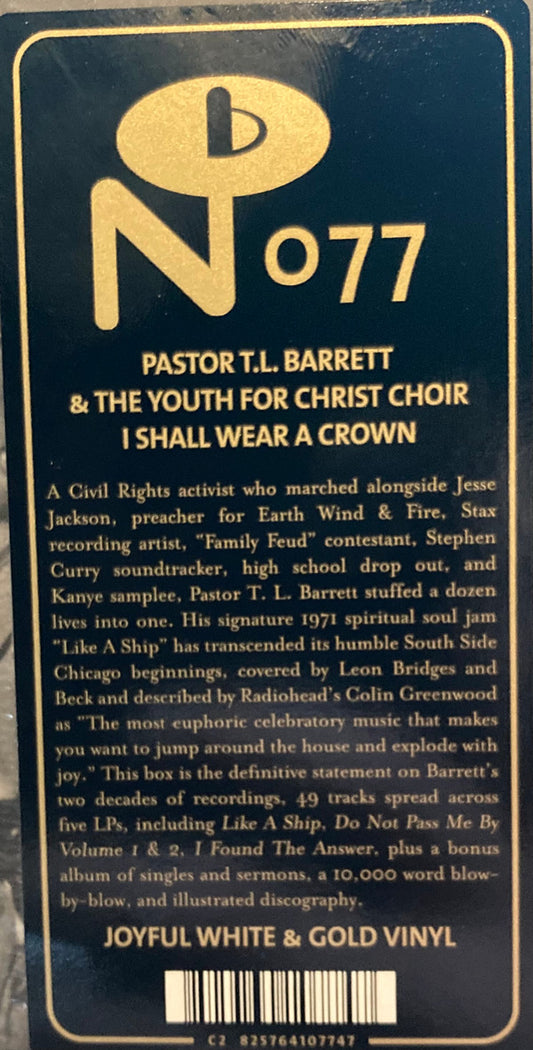 No77
PASTOR T.L. BARRETT
& THE YOUTH FOR CHRIST CHOIR
I SHALL WEAR A CROWN
A Civil Rights activist who marched alongside Jesse
Jackson, preacher for Earth Wind & Fire, Stax
recording artist, "Family Feud" contestant, Stephen
Curry soundtracker, high school drop out, and
Kanye samplee, Pastor T. L. Barrett stuffed a dozen
lives into one. His signature 1971 spiritual soul jam
"Like A Ship" has transcended its humble South Side
Chicago beginnings, covered by Leon Bridges and
Beck and described by Radiohead's Colin Greenwood
as "The most euphoric celebratory music that makes
you want to jump around the house and explode with
joy." This box is the definitive statement on Barrett's
two decades of recordings, 49 tracks spread across
five LPs, including Like A Ship, Do Not Pass Me By
Volume 1 & 2, I Found The Answer, plus a bonus
album of singles and sermons, a 10,000 word blow-
by-blow, and illustrated discography.
JOYFUL WHITE & GOLD VINYL
C2 825764107747